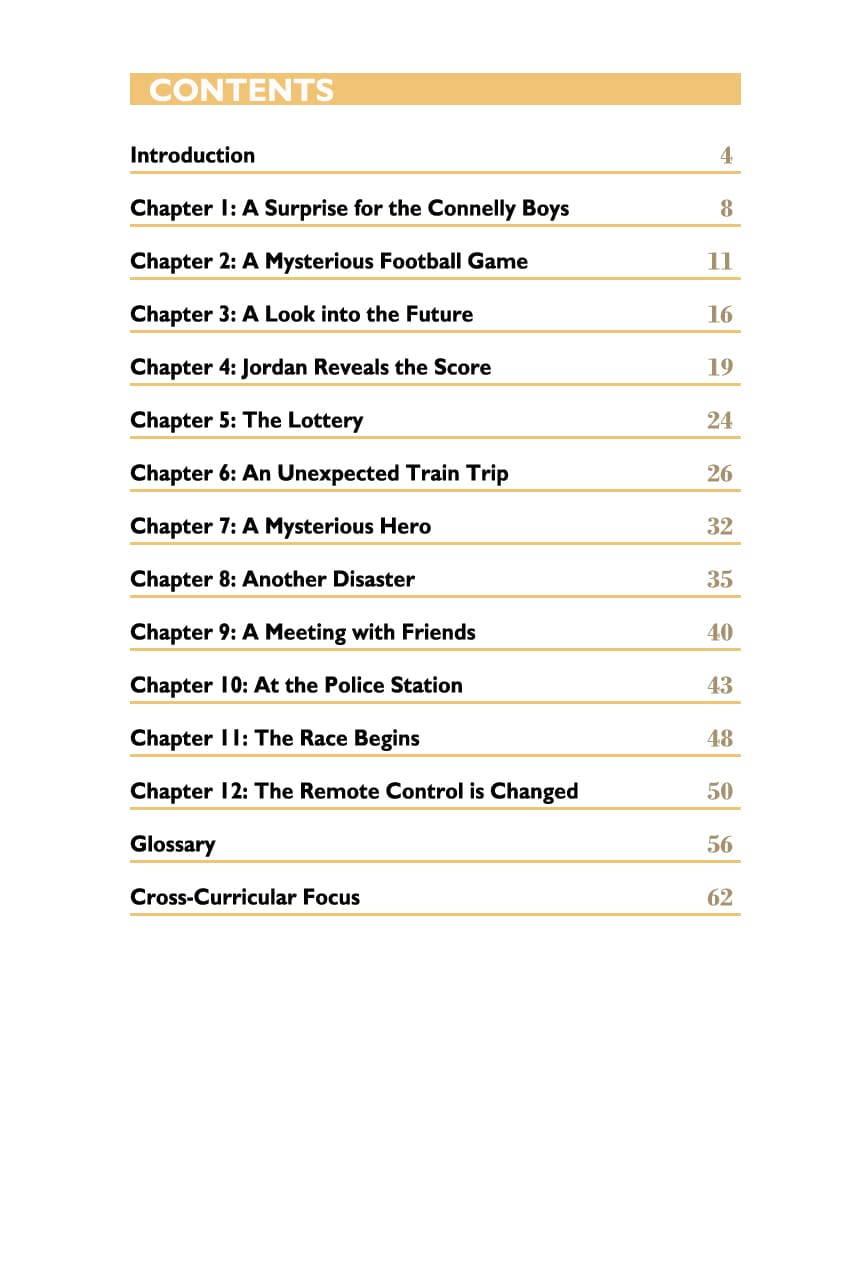 CONTENTS
Introduction 4
Chapter 1: A Surprise for the Connelly Boys 8
Chapter 2: A Mysterious Football Game 11
Chapter 3: A Look into the Future 16
Chapter 4: Jordan Reveals the Score 19
Chapter 5: The Lottery 24
Chapter 6: An Unexpected Train Trip 26
Chapter 7: A Mysterious Hero 32
Chapter 8: Another Disaster 35
Chapter 9: A Meeting with Friends 40
Chapter 10: At the Police Station 43
Chapter 11: The Race Begins 48
Chapter 12: The Remote Control is Changed 50
Glossary 56
Cross-Curricular Focus 62